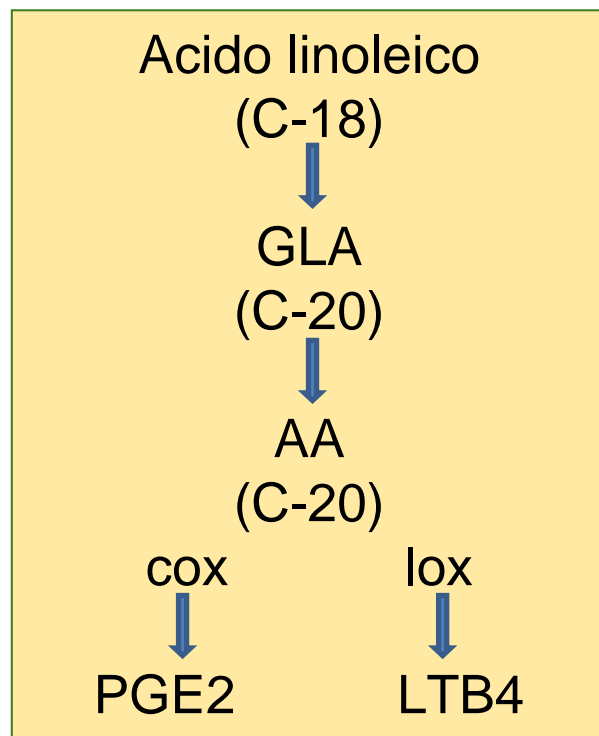 Acido linoleico
(C-18)
GLA
(C-20)
AA
(C-20)
cox lox
PGE2 LTB4